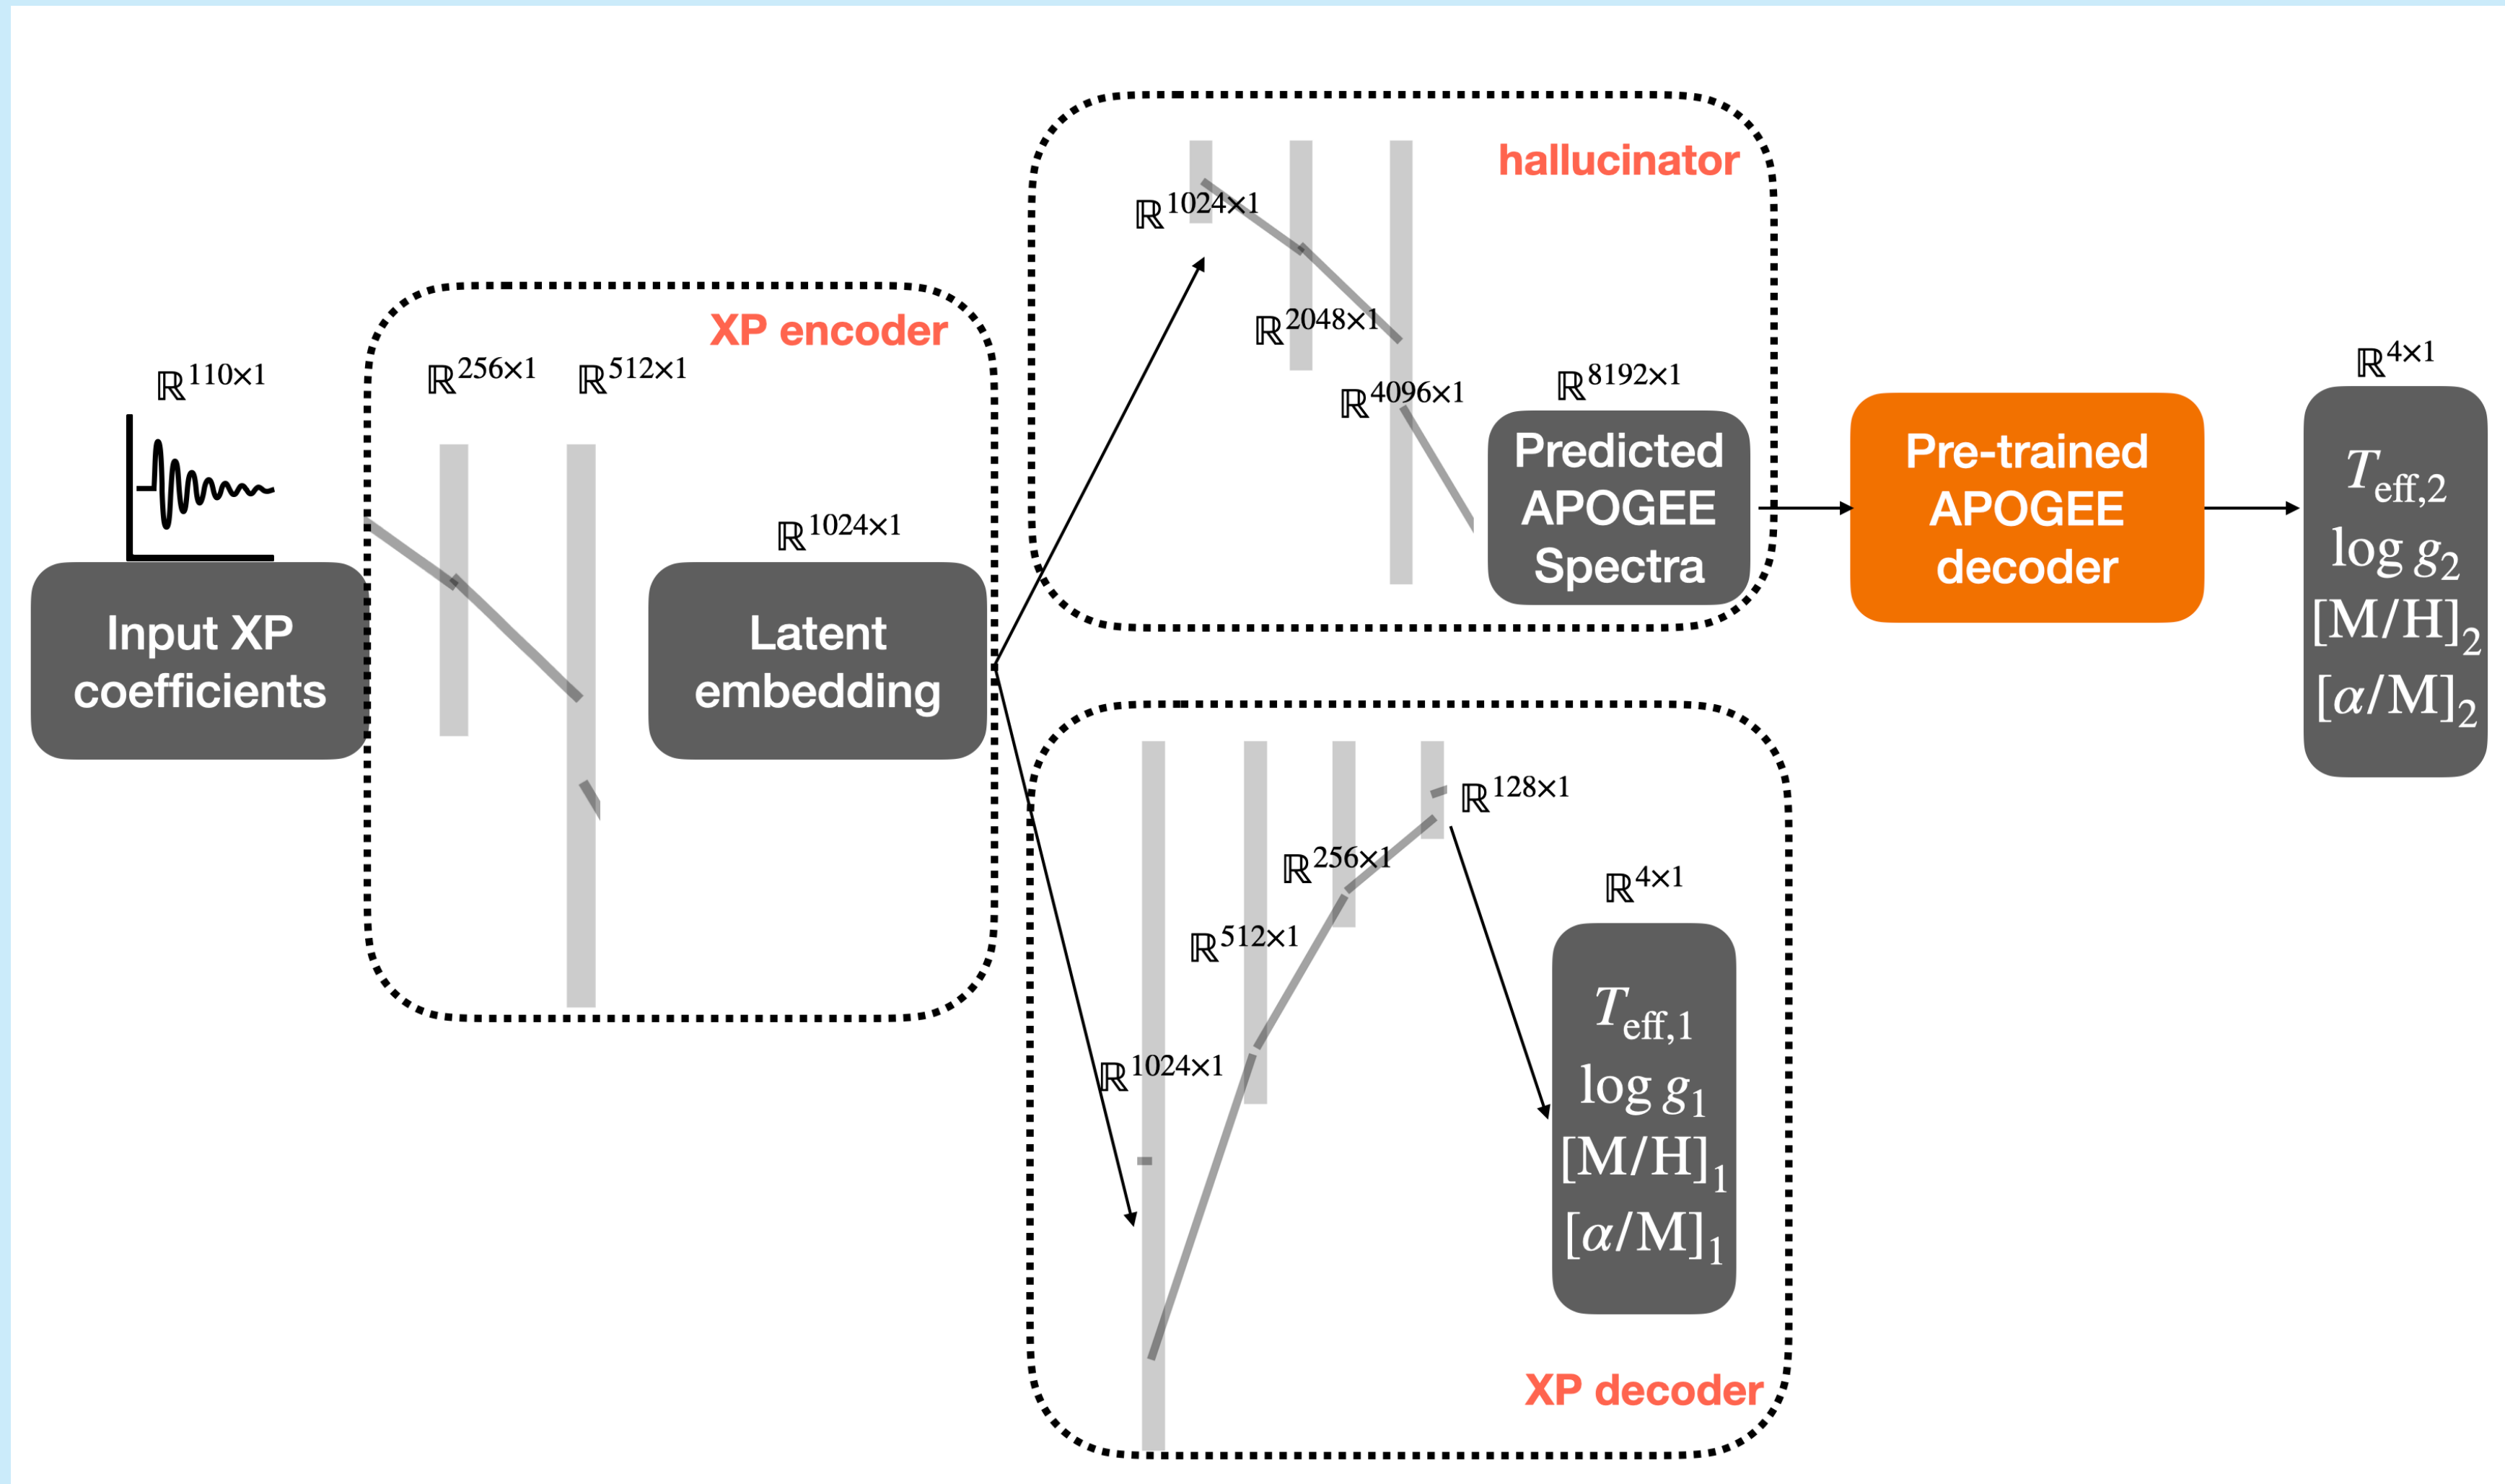 ℝ^110×1
Input XP
coefficients
XP encoder
ℝ^256×1
ℝ^512×1
ℝ^1024×1
Latent
embedding
hallucinator
ℝ^1024×1
ℝ^2048×1
ℝ^4096×1
ℝ^8192×1
Predicted
APOGEE
Spectra
Pre-trained
APOGEE
decoder
ℝ^4×1
T_eff,2
log g_2
[M/H]_2
[α/M]_2
ℝ^1024×1
ℝ^512×1
ℝ^256×1
ℝ^128×1
ℝ^4×1
T_eff,1
log g_1
[M/H]_1
[α/M]_1
XP decoder